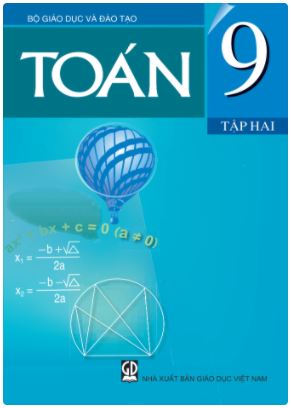 BỘ GIÁO DỤC VÀ ĐÀO TẠO
TOÁN 9
TẬP HAI
ax² + bx + c = 0 (a ≠ 0)
x₁ = (−b+√△)/2a
x₂ = (−b−√△)/2a
GD
NHÀ XUẤT BẢN GIÁO DỤC VIỆT NAM